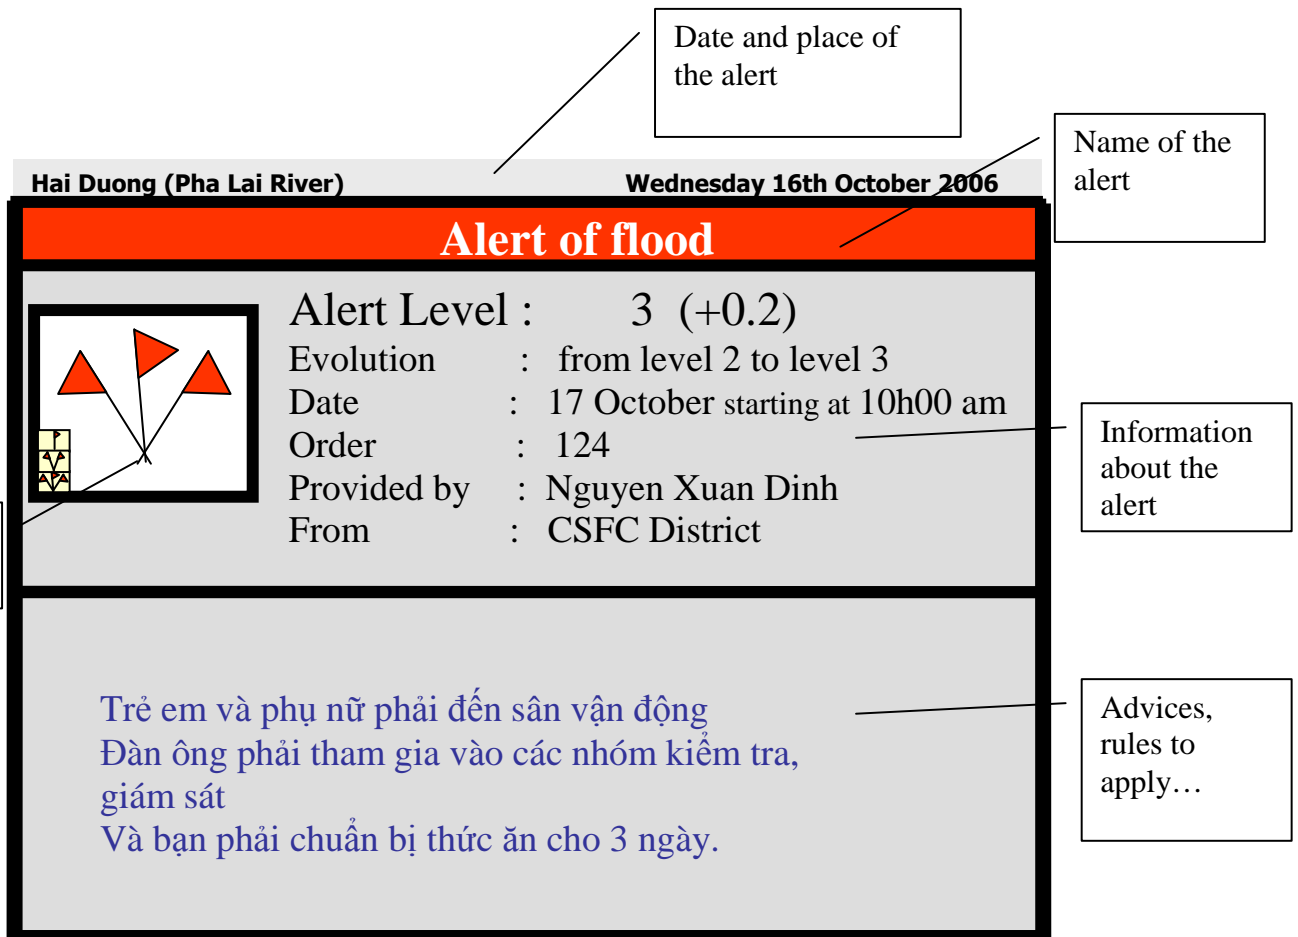 Date and place of
the alert
Name of the
alert
Hai Duong (Pha Lai River) Wednesday 16th October 2006
Alert of flood
Alert Level : 3 (+0.2)
Evolution : from level 2 to level 3
Date : 17 October starting at 10h00 am
Order : 124
Provided by : Nguyen Xuan Dinh
From : CSFC District
Information
about the
alert
Trẻ em và phụ nữ phải đến sân vận động
Đàn ông phải tham gia vào các nhóm kiểm tra,
giám sát
Và bạn phải chuẩn bị thức ăn cho 3 ngày.
Advices,
rules to
apply…